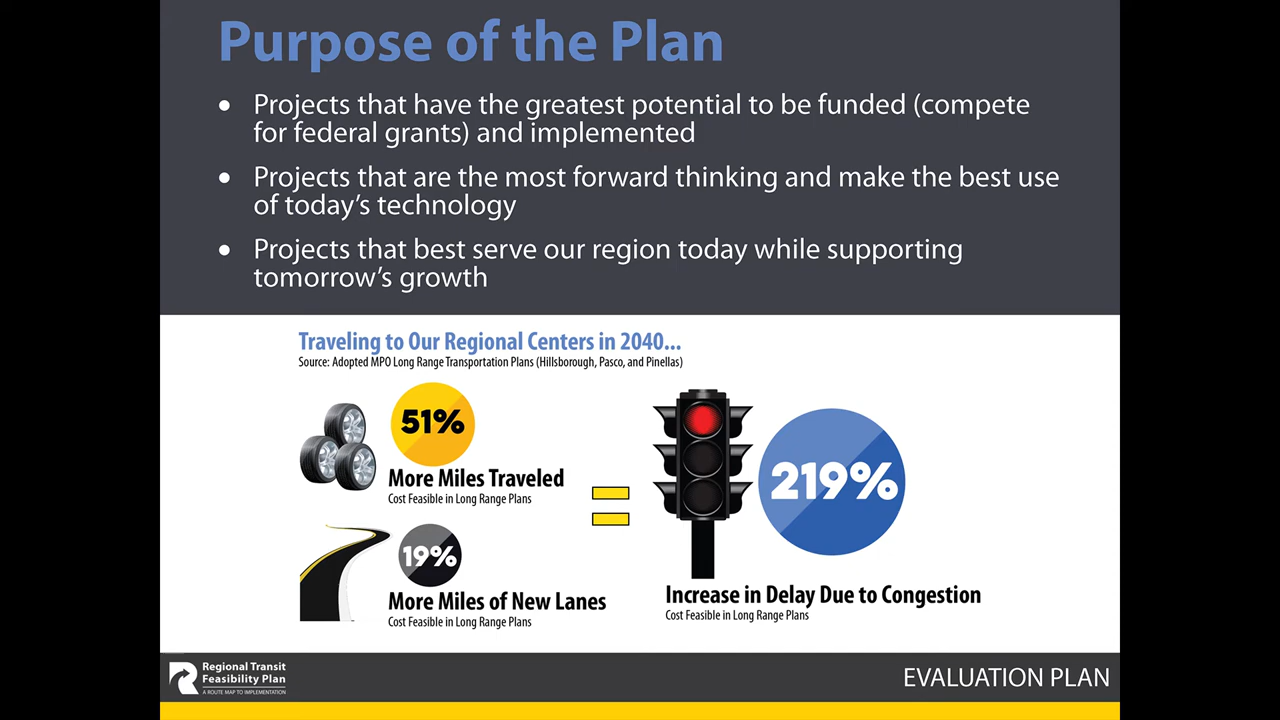 Purpose of the Plan
• Projects that have the greatest potential to be funded (compete
for federal grants) and implemented
• Projects that are the most forward thinking and make the best use
of today’s technology
• Projects that best serve our region today while supporting
tomorrow’s growth
Traveling to Our Regional Centers in 2040...
Source: Adopted MPO Long Range Transportation Plans (Hillsborough, Pasco, and Pinellas)
51%
More Miles Traveled
Cost Feasible in Long Range Plans
19%
More Miles of New Lanes
Cost Feasible in Long Range Plans
=
219%
Increase in Delay Due to Congestion
Cost Feasible in Long Range Plans
Regional Transit
Feasibility Plan
A ROUTE MAP TO IMPLEMENTATION
EVALUATION PLAN